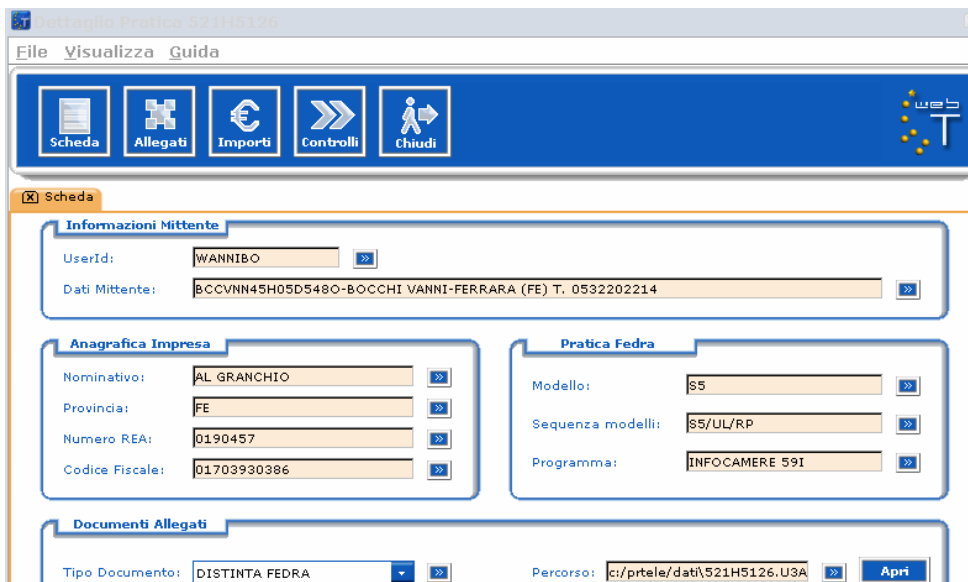 Dettaglio Pratica 521H5126
File Visualizza Guida
Scheda Allegati Importi Controlli Chiudi
web T
Scheda
Informazioni Mittente
UserId: WANNIBO
Dati Mittente: BCCVNN45H05D548O-BOCCHI VANNI-FERRARA (FE) T. 0532202214
Anagrafica Impresa
Nominativo: AL GRANCHIO
Provincia: FE
Numero REA: 0190457
Codice Fiscale: 01703930386
Pratica Fedra
Modello: S5
Sequenza modelli: S5/UL/RP
Programma: INFOCAMERE 59I
Documenti Allegati
Tipo Documento: DISTINTA FEDRA Percorso: c:/prtele/dati\521H5126.U3A Apri